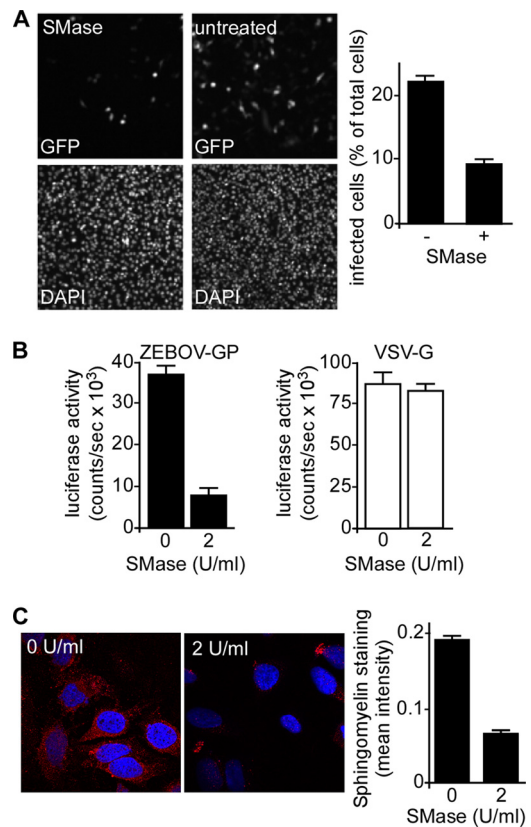 A
SMase
untreated
GFP
GFP
DAPI
DAPI
infected cells (% of total cells)
20
10
0
- +
SMase
B
ZEBOV-GP
luciferase activity
(counts/sec x 10³)
40
30
20
10
0
0 2
SMase (U/ml)
VSV-G
luciferase activity
(counts/sec x 10³)
100
75
50
25
0
0 2
SMase (U/ml)
C
0 U/ml
2 U/ml
Sphingomyelin staining
(mean intensity)
0.2
0.1
0
0 2
SMase (U/ml)